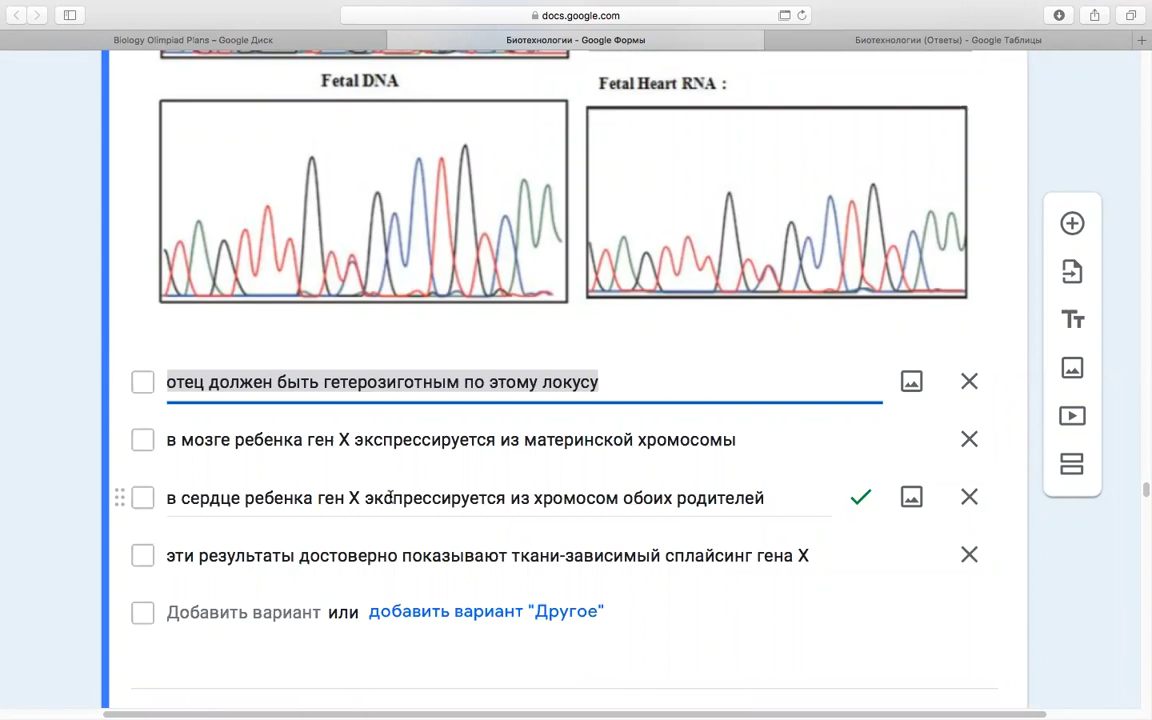 docs.google.com
Biology Olimpiad Plans – Google Диск
Биотехнологии - Google Формы
Биотехнологии (Ответы) - Google Таблицы
Fetal DNA
Fetal Heart RNA :
отец должен быть гетерозиготным по этому локусу
в мозге ребенка ген X экспрессируется из материнской хромосомы
в сердце ребенка ген X экспрессируется из хромосом обоих родителей
эти результаты достоверно показывают ткани-зависимый сплайсинг гена X
Добавить вариант или добавить вариант "Другое"
Tт